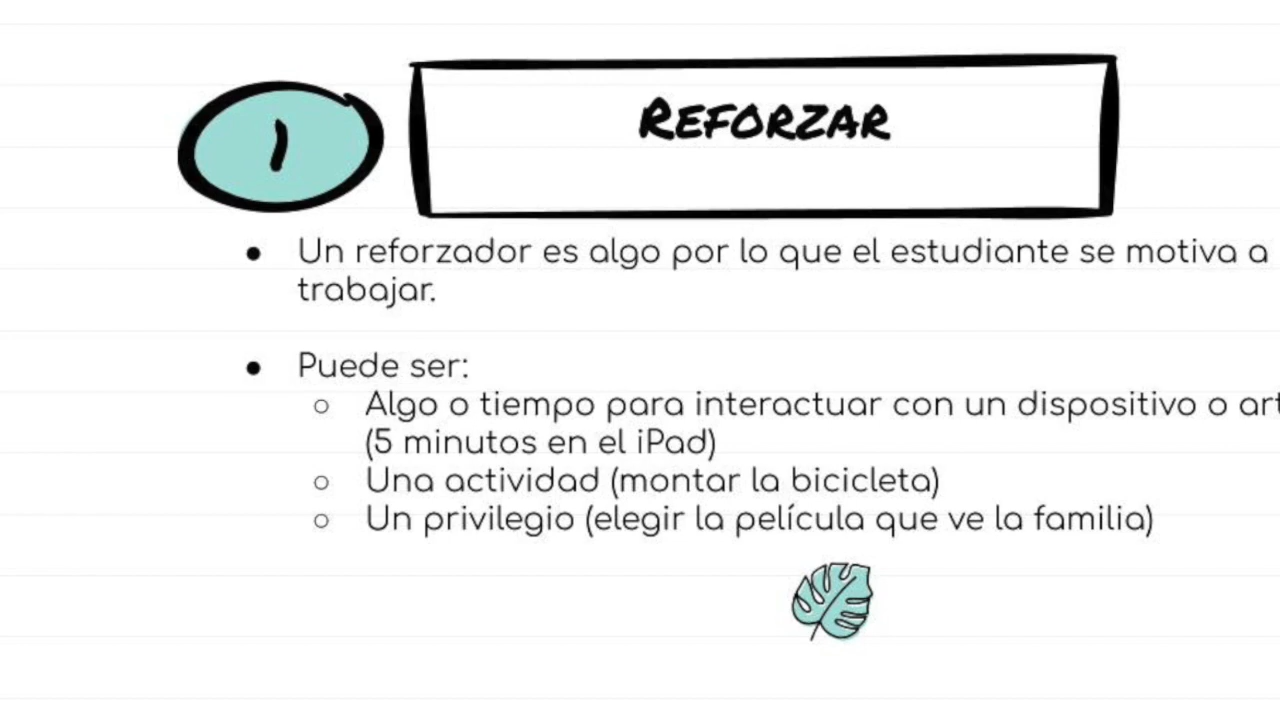 1
REFORZAR
● Un reforzador es algo por lo que el estudiante se motiva a
trabajar.
● Puede ser:
○ Algo o tiempo para interactuar con un dispositivo o
(5 minutos en el iPad)
○ Una actividad (montar la bicicleta)
○ Un privilegio (elegir la película que ve la familia)